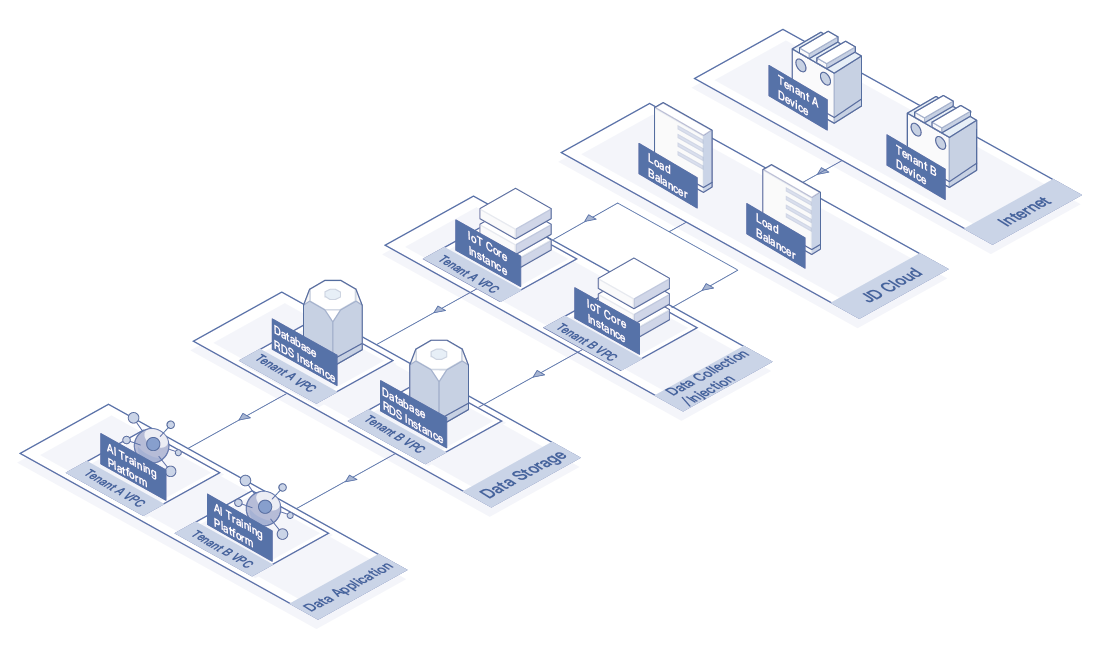 Tenant A
Device
Tenant B
Device
Internet
Load
Balancer
Load
Balancer
JD Cloud
IoT Core
Instance
Tenant A VPC
IoT Core
Instance
Tenant B VPC
Data Collection
/Injection
Database
RDS Instance
Tenant A VPC
Database
RDS Instance
Tenant B VPC
Data Storage
AI Training
Platform
Tenant A VPC
AI Training
Platform
Tenant B VPC
Data Application